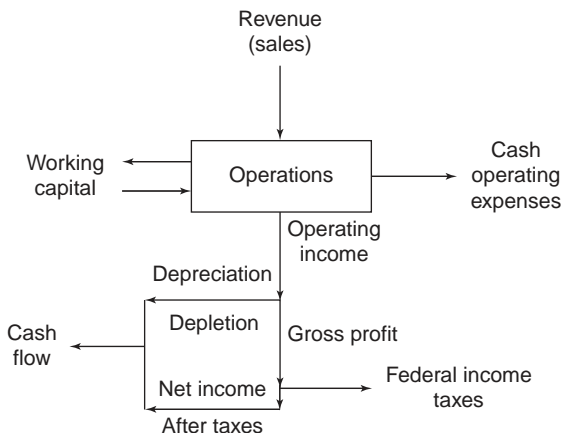 Revenue
(sales)
Working
capital
Operations
Cash
operating
expenses
Operating
income
Depreciation
Depletion
Gross profit
Cash
flow
Net income
Federal income
taxes
After taxes